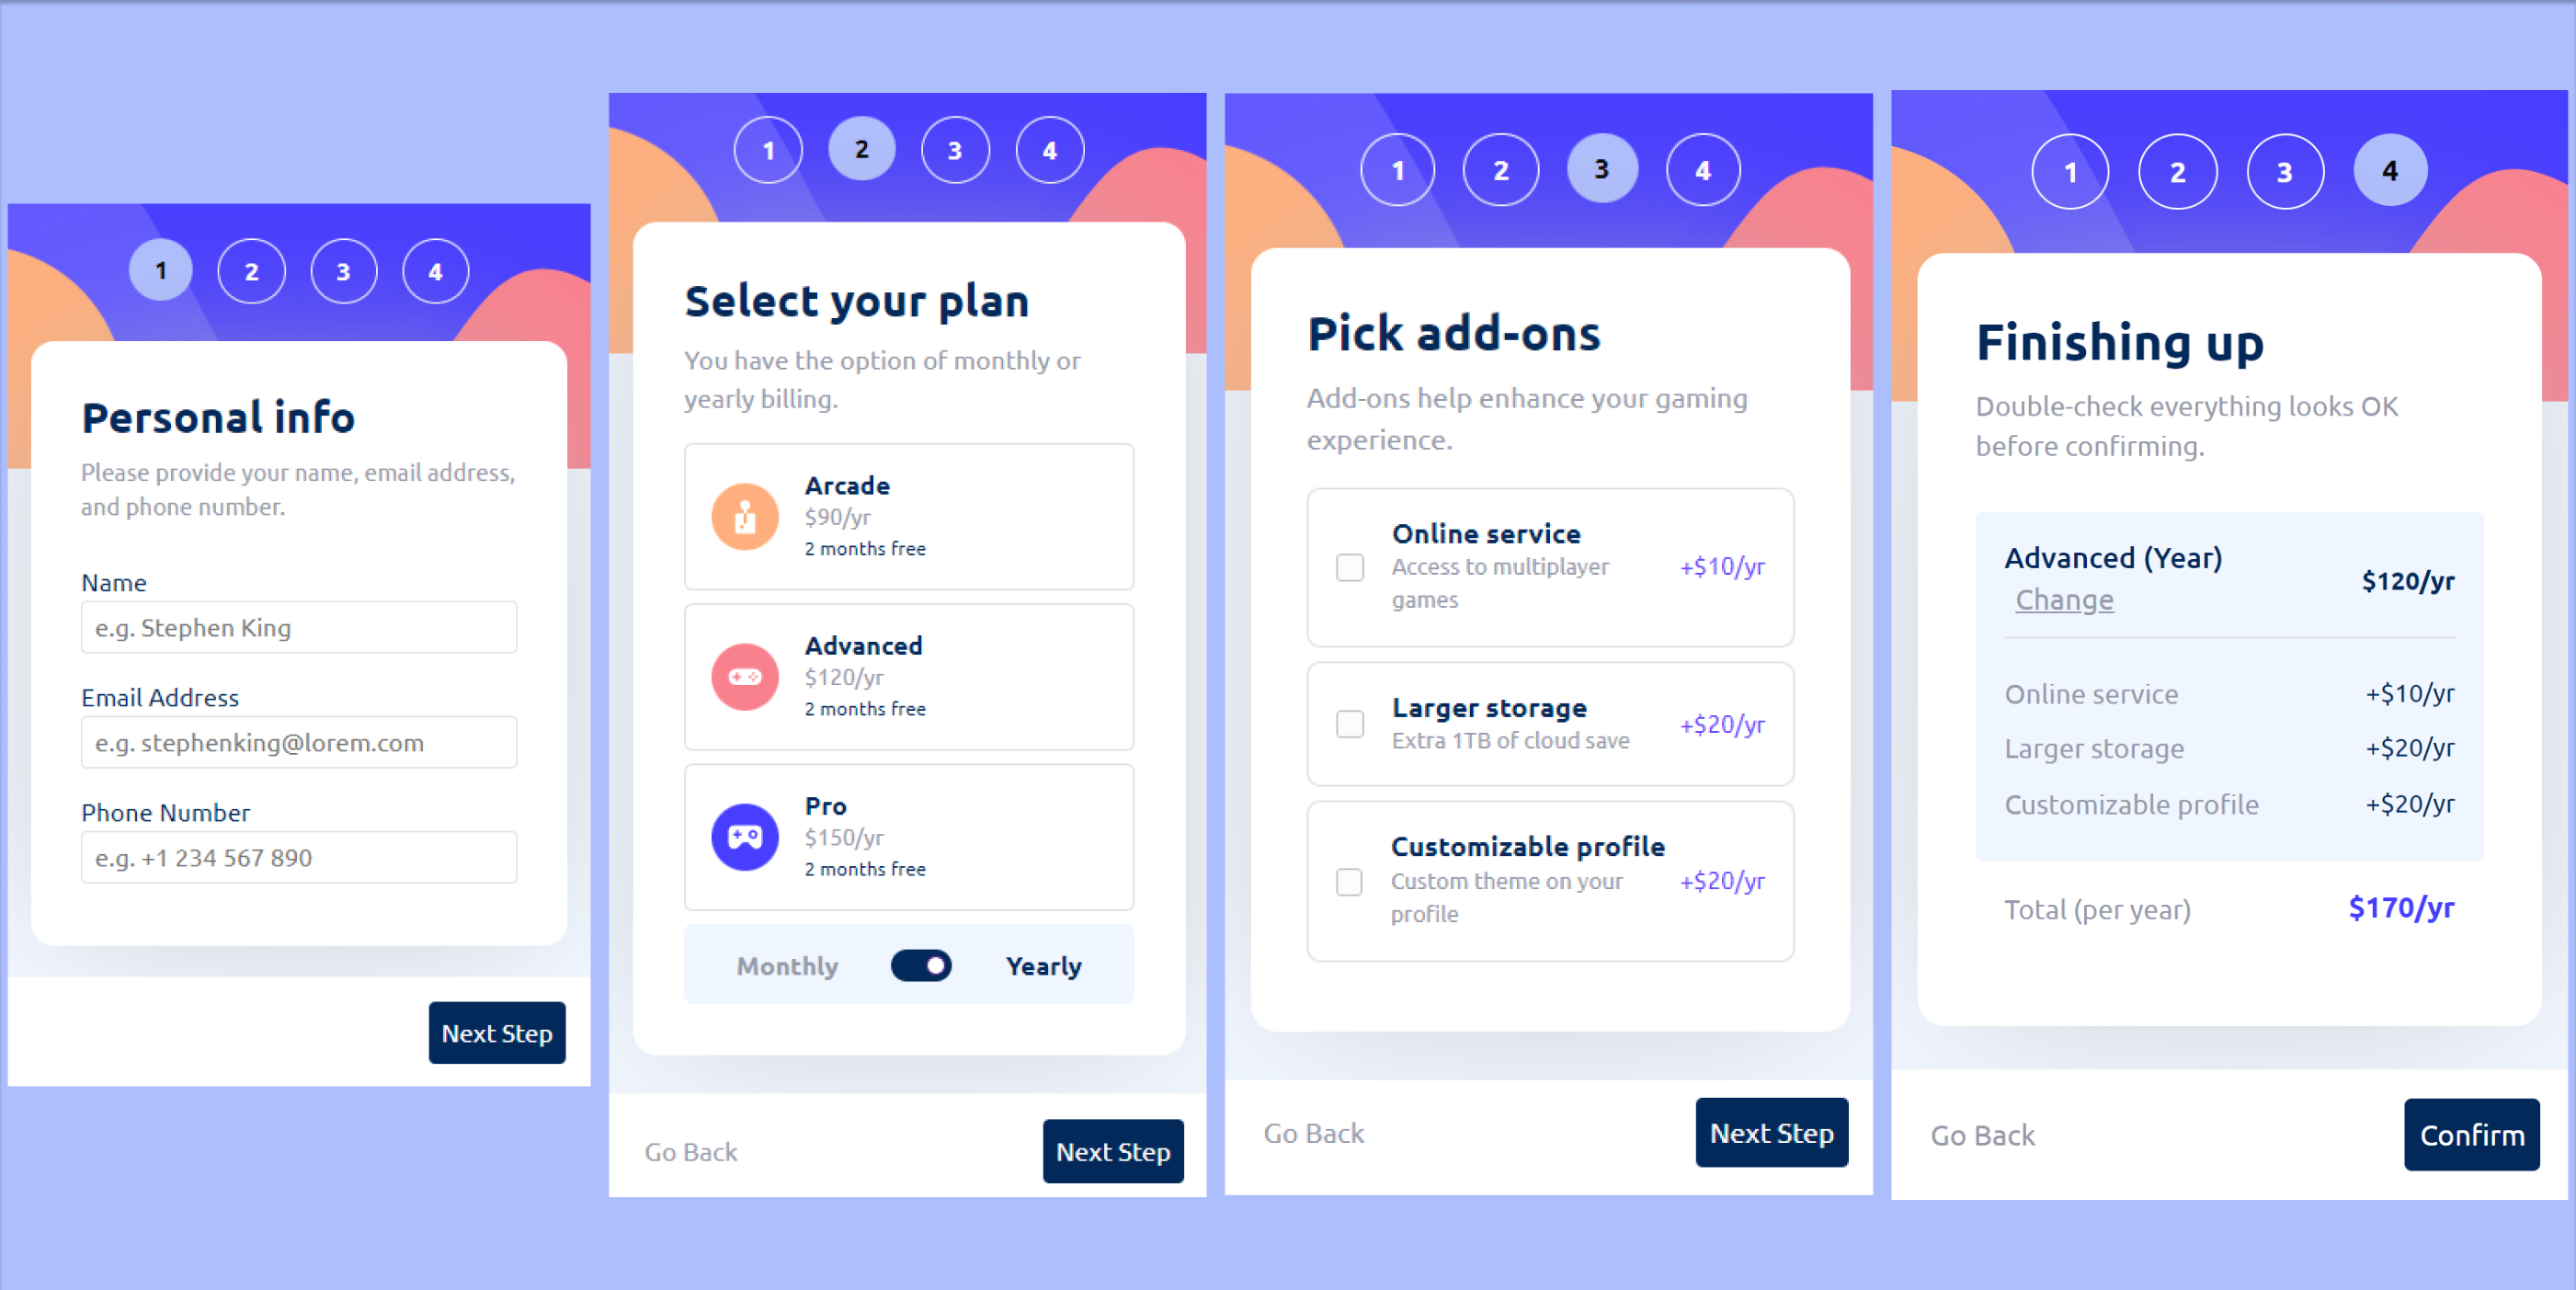 1 2 3 4
Personal info
Please provide your name, email address,
and phone number.
Name
e.g. Stephen King
Email Address
e.g. stephenking@lorem.com
Phone Number
e.g. +1 234 567 890
Next Step
1 2 3 4
Select your plan
You have the option of monthly or
yearly billing.
Arcade
$90/yr
2 months free
Advanced
$120/yr
2 months free
Pro
$150/yr
2 months free
Monthly Yearly
Go Back Next Step
1 2 3 4
Pick add-ons
Add-ons help enhance your gaming
experience.
Online service
Access to multiplayer
games
+$10/yr
Larger storage
Extra 1TB of cloud save
+$20/yr
Customizable profile
Custom theme on your
profile
+$20/yr
Go Back Next Step
1 2 3 4
Finishing up
Double-check everything looks OK
before confirming.
Advanced (Year)
Change
$120/yr
Online service +$10/yr
Larger storage +$20/yr
Customizable profile +$20/yr
Total (per year) $170/yr
Go Back Confirm